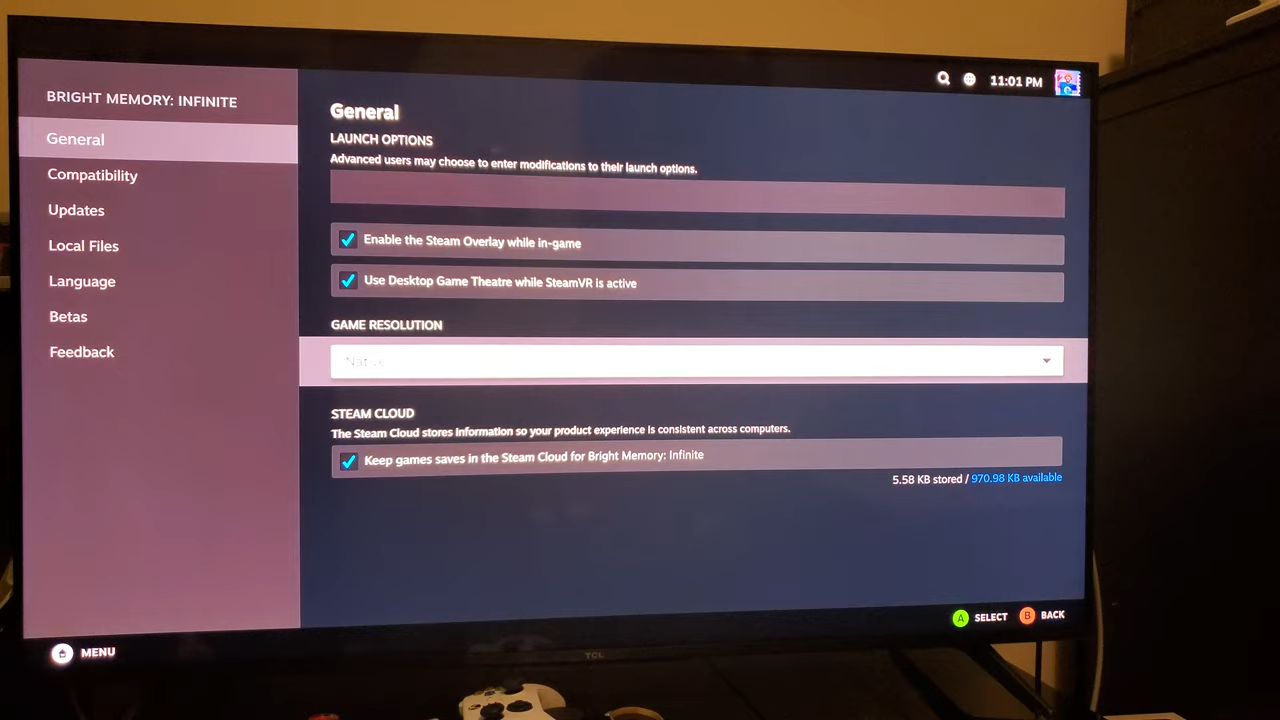 11:01 PM
BRIGHT MEMORY: INFINITE
General
Compatibility
Updates
Local Files
Language
Betas
Feedback
General
LAUNCH OPTIONS
Advanced users may choose to enter modifications to their launch options.
Enable the Steam Overlay while in-game
Use Desktop Game Theatre while SteamVR is active
GAME RESOLUTION
Native
STEAM CLOUD
The Steam Cloud stores information so your product experience is consistent across computers.
Keep games saves in the Steam Cloud for Bright Memory: Infinite
5.58 KB stored / 970.98 KB available
A SELECT B BACK
MENU
TCL